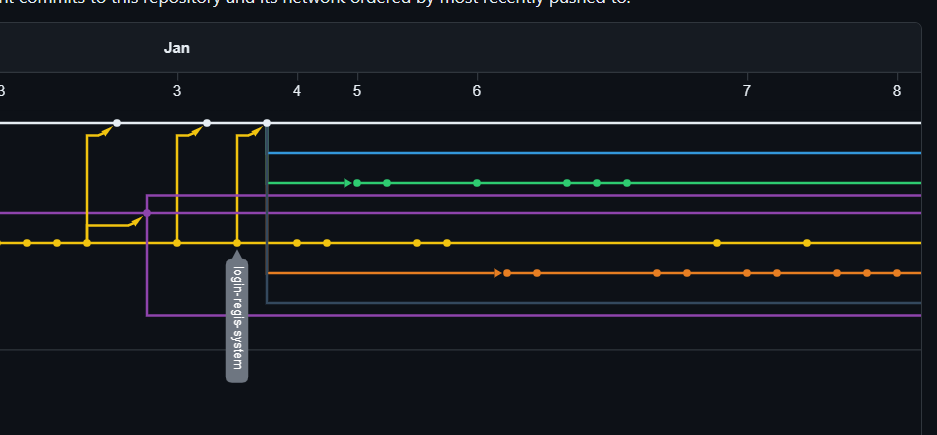 nt commits to this repository and its network ordered by most recently pushed to.
Jan
3
3
4
5
6
7
8
login-regis-system